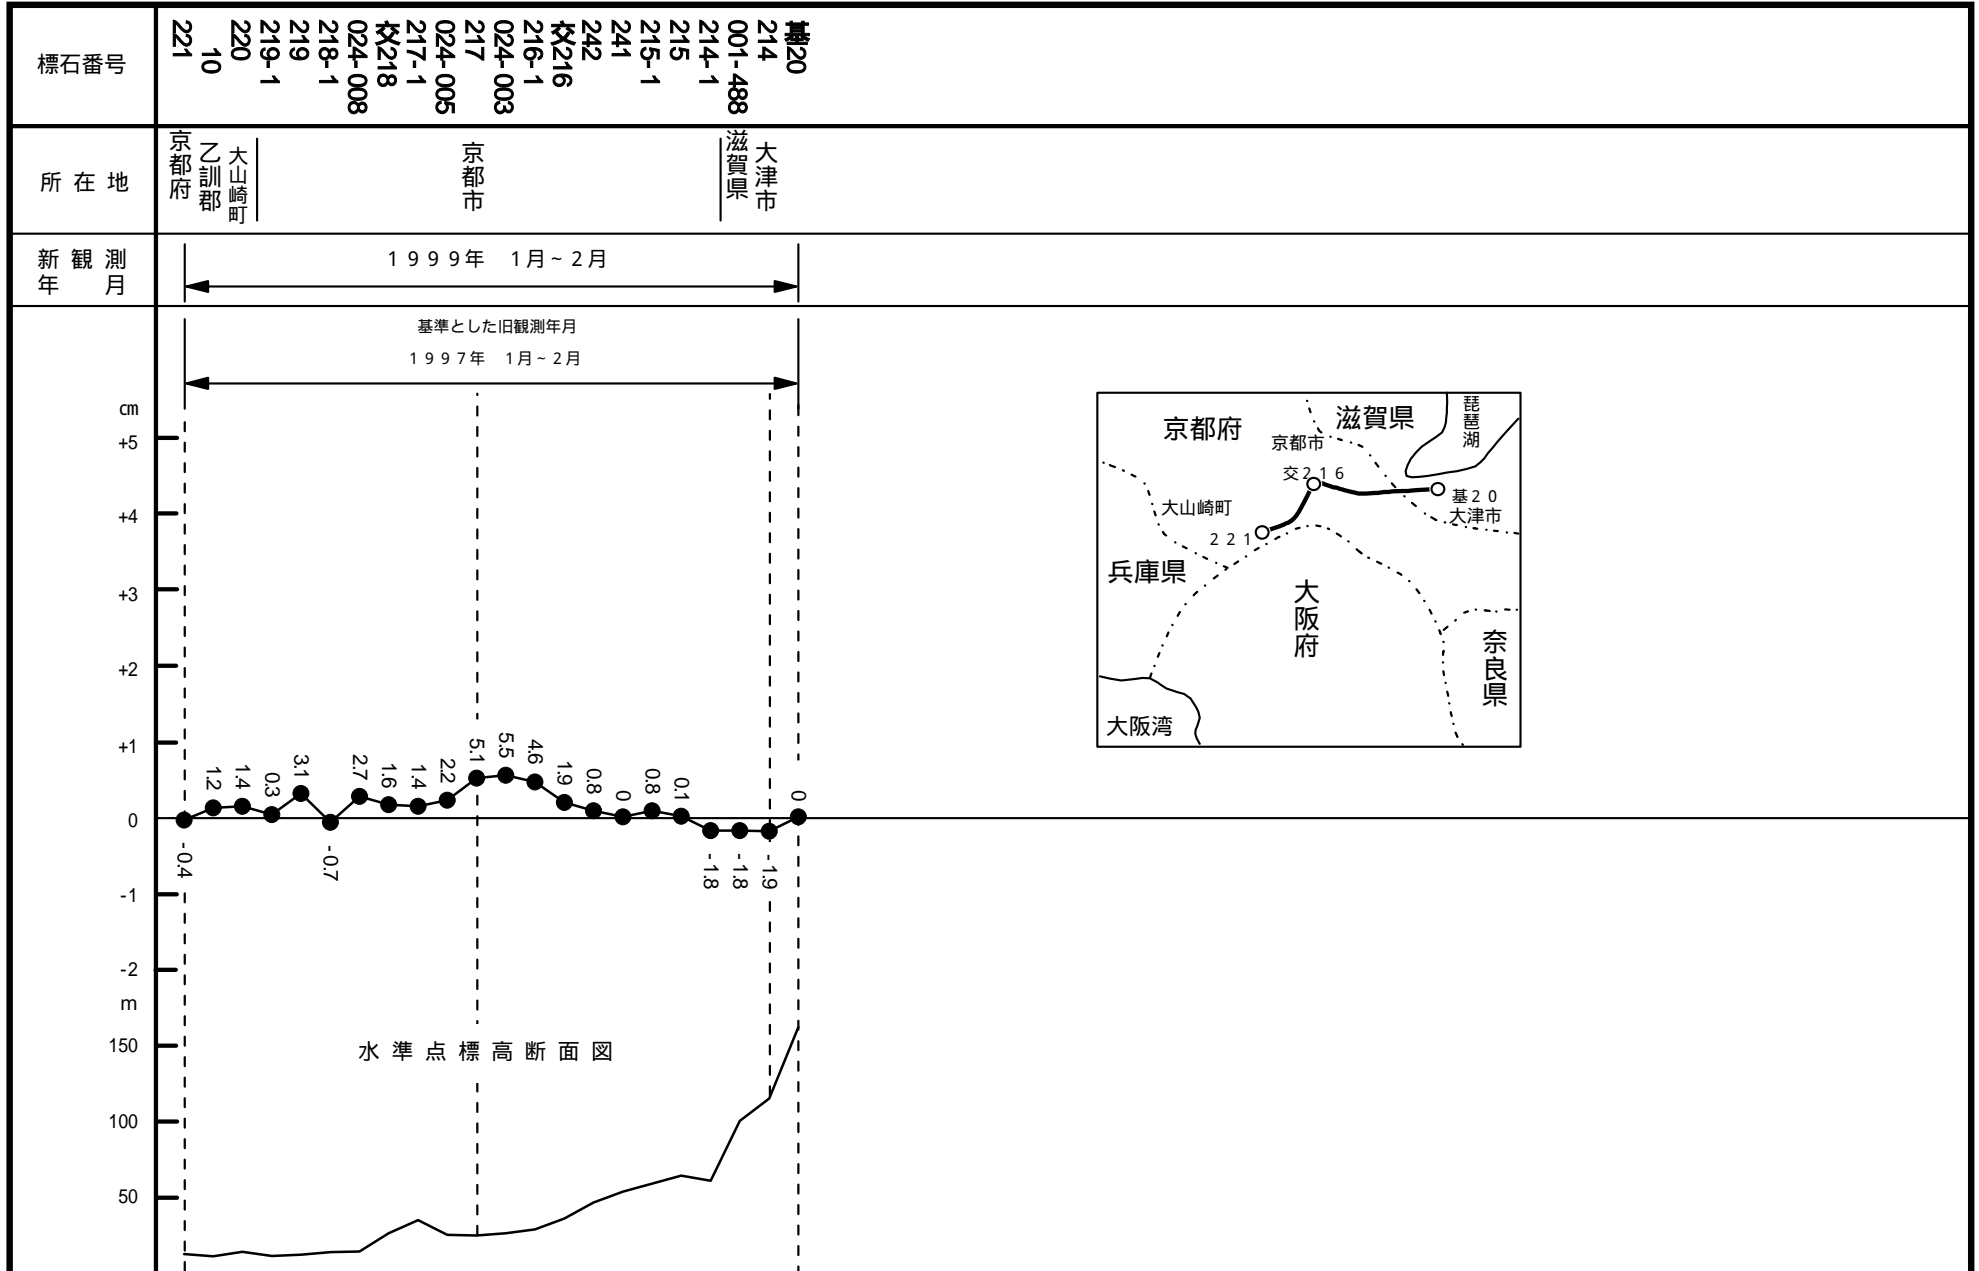 標石番号
221
10
220
219-1
219
218-1
024-008
交218
217-1
024-005
217
024-003
216-1
交216
242
241
215-1
215
214-1
001-488
214
基20
所在地
京都府
乙訓郡
大山崎町
京都市
滋賀県
大津市
新観測
年 月
1999年 1月~2月
基準とした旧観測年月
1997年 1月~2月
cm
+5
+4
+3
+2
+1
0
-1
-2
m
150
100
50
-0.4
1.2
1.4
0.3
3.1
-0.7
2.7
1.6
1.4
2.2
5.1
5.5
4.6
1.9
0.8
0
0.8
0.1
-1.8
-1.8
-1.9
0
水準点標高断面図
京都府
滋賀県
琵琶湖
京都市
交216
基20
大津市
大山崎町
221
兵庫県
大阪府
奈良県
大阪湾